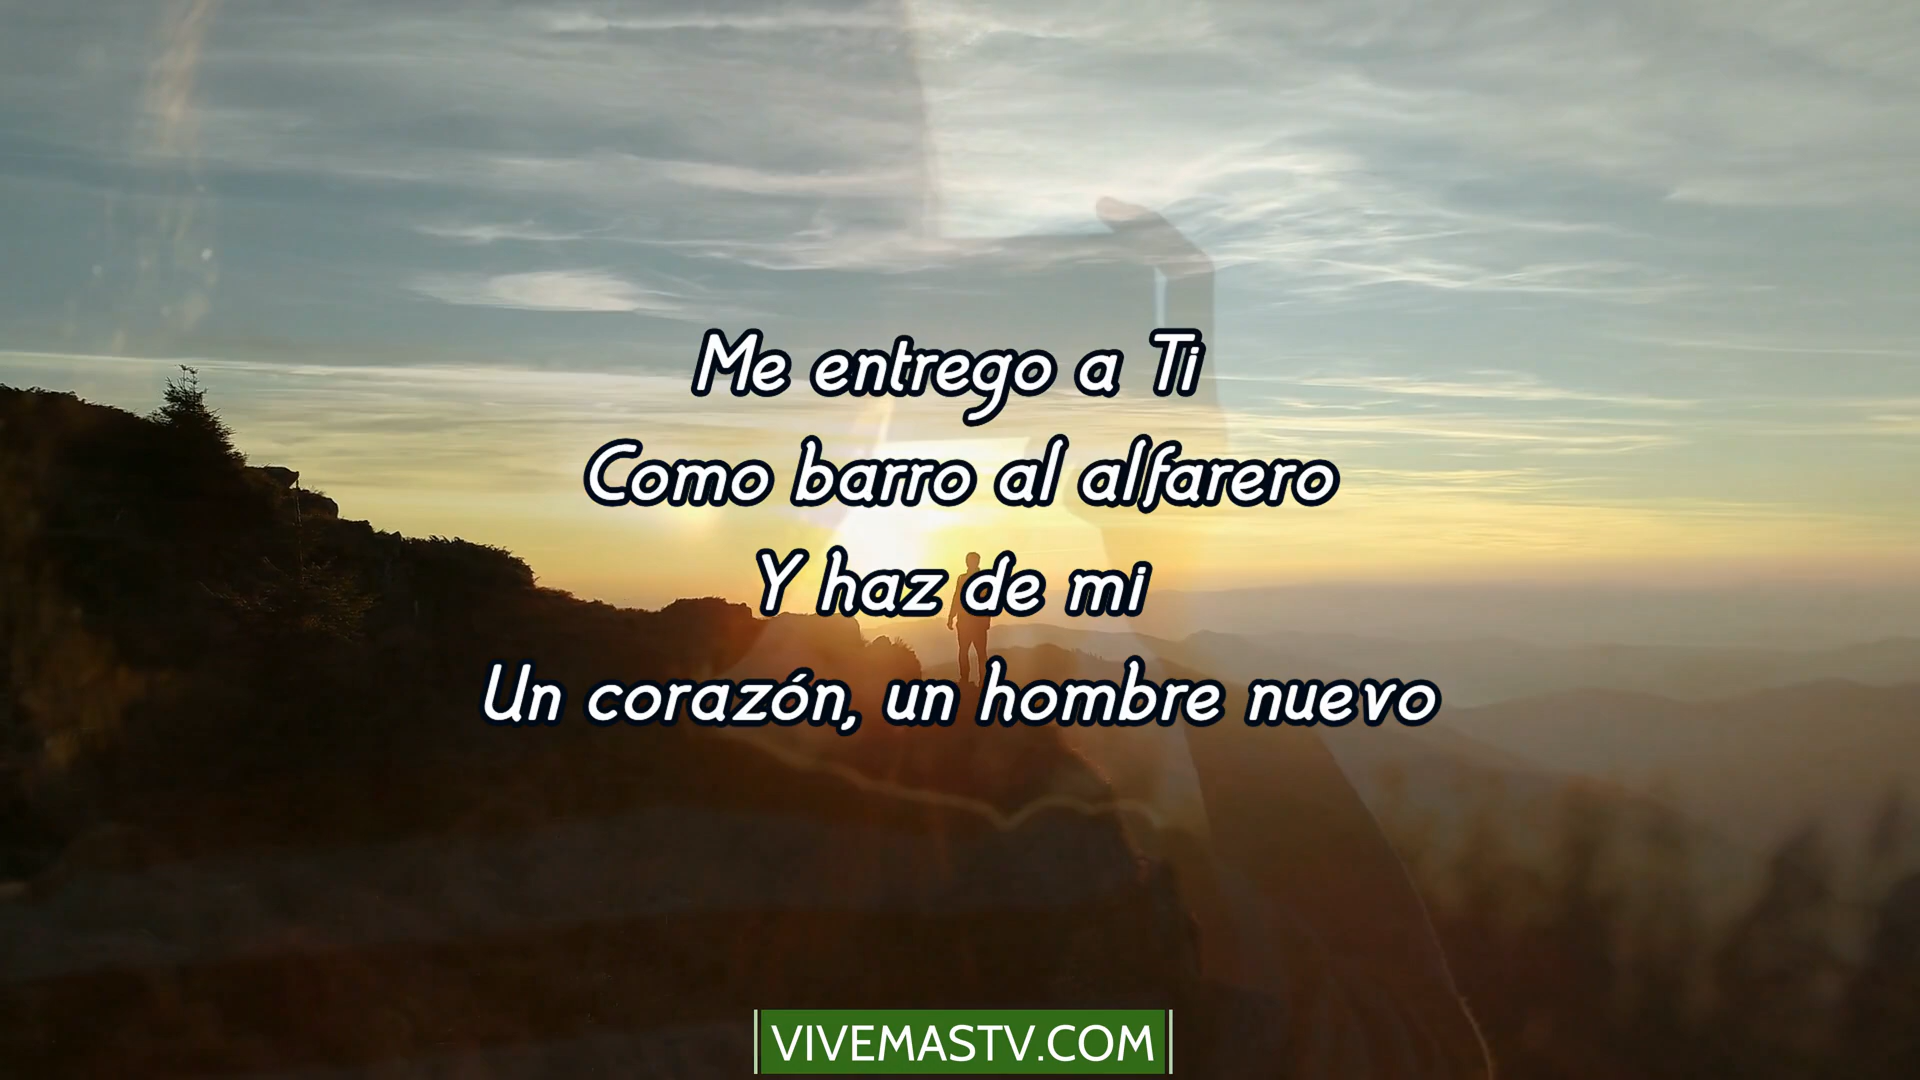 Me entrego a Ti
Como barro al alfarero
Y haz de mi
Un corazón, un hombre nuevo
VIVEMASTV.COM